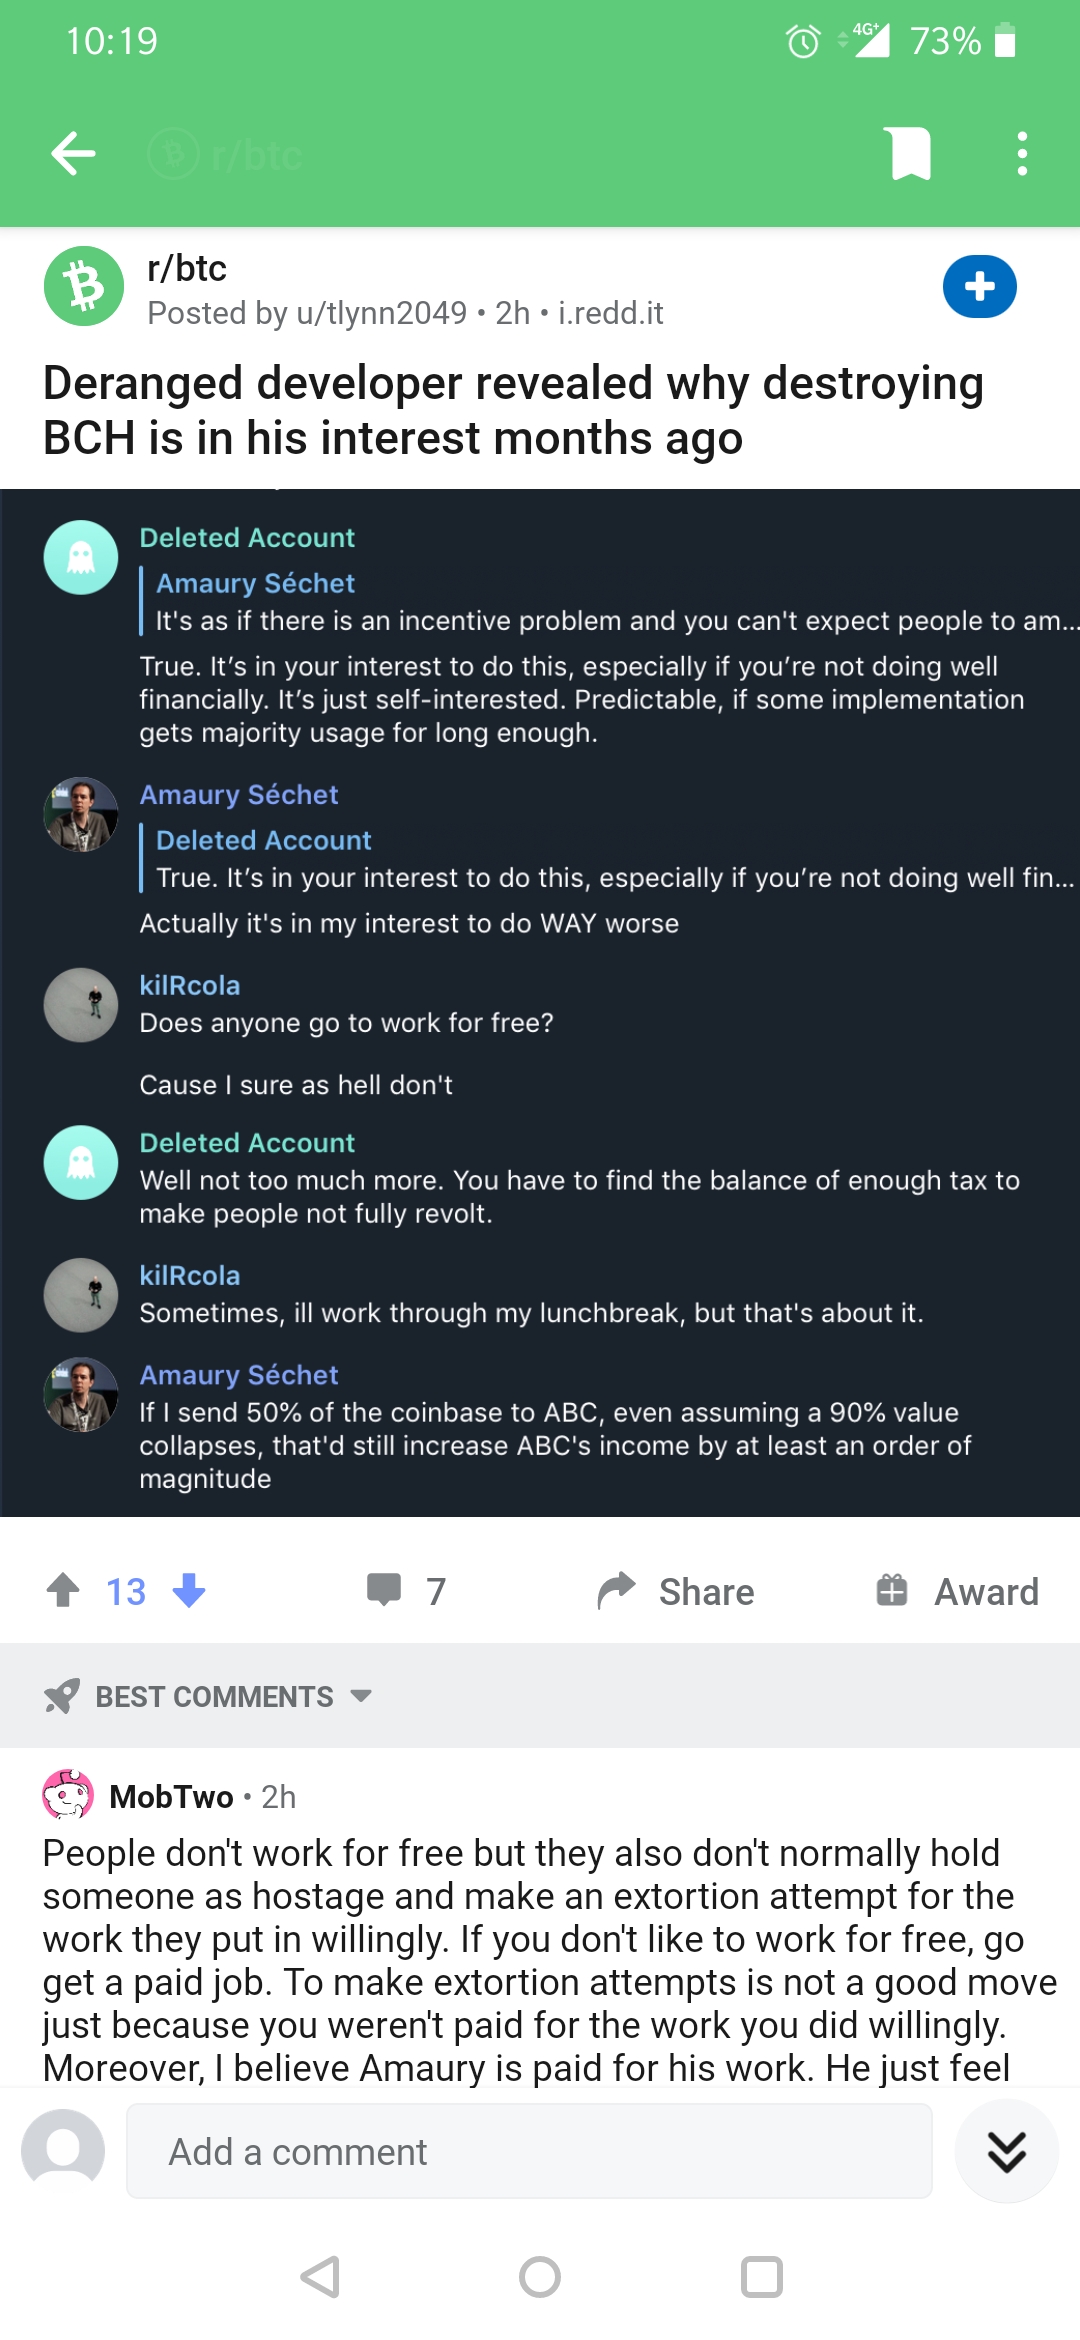 10:19
4G+ 73%
r/btc
r/btc
Posted by u/tlynn2049 • 2h • i.redd.it
Deranged developer revealed why destroying
BCH is in his interest months ago
Deleted Account
Amaury Séchet
It's as if there is an incentive problem and you can't expect people to am...
True. It’s in your interest to do this, especially if you’re not doing well
financially. It’s just self-interested. Predictable, if some implementation
gets majority usage for long enough.
Amaury Séchet
Deleted Account
True. It’s in your interest to do this, especially if you’re not doing well fin...
Actually it's in my interest to do WAY worse
kilRcola
Does anyone go to work for free?
Cause I sure as hell don't
Deleted Account
Well not too much more. You have to find the balance of enough tax to
make people not fully revolt.
kilRcola
Sometimes, ill work through my lunchbreak, but that's about it.
Amaury Séchet
If I send 50% of the coinbase to ABC, even assuming a 90% value
collapses, that'd still increase ABC's income by at least an order of
magnitude
13 7 Share Award
BEST COMMENTS
MobTwo • 2h
People don't work for free but they also don't normally hold
someone as hostage and make an extortion attempt for the
work they put in willingly. If you don't like to work for free, go
get a paid job. To make extortion attempts is not a good move
just because you weren't paid for the work you did willingly.
Moreover, I believe Amaury is paid for his work. He just feel
Add a comment